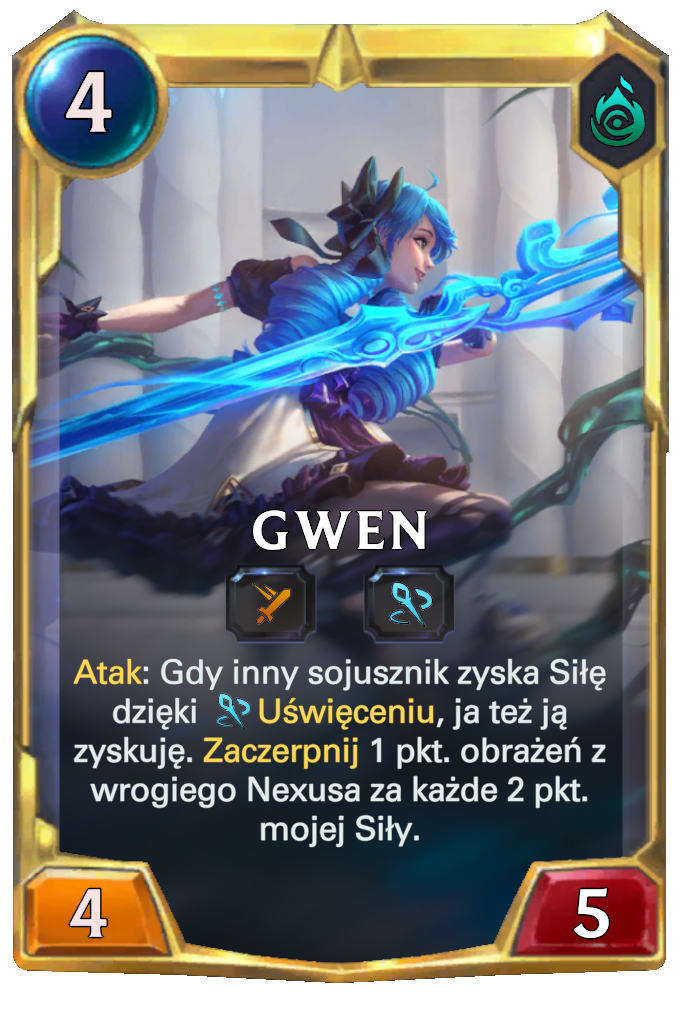 4
GWEN
Atak: Gdy inny sojusznik zyska Siłę
dzięki Uświęceniu, ja też ją
zyskuję. Zaczerpnij 1 pkt. obrażeń z
wrogiego Nexusa za każde 2 pkt.
mojej Siły.
4
5